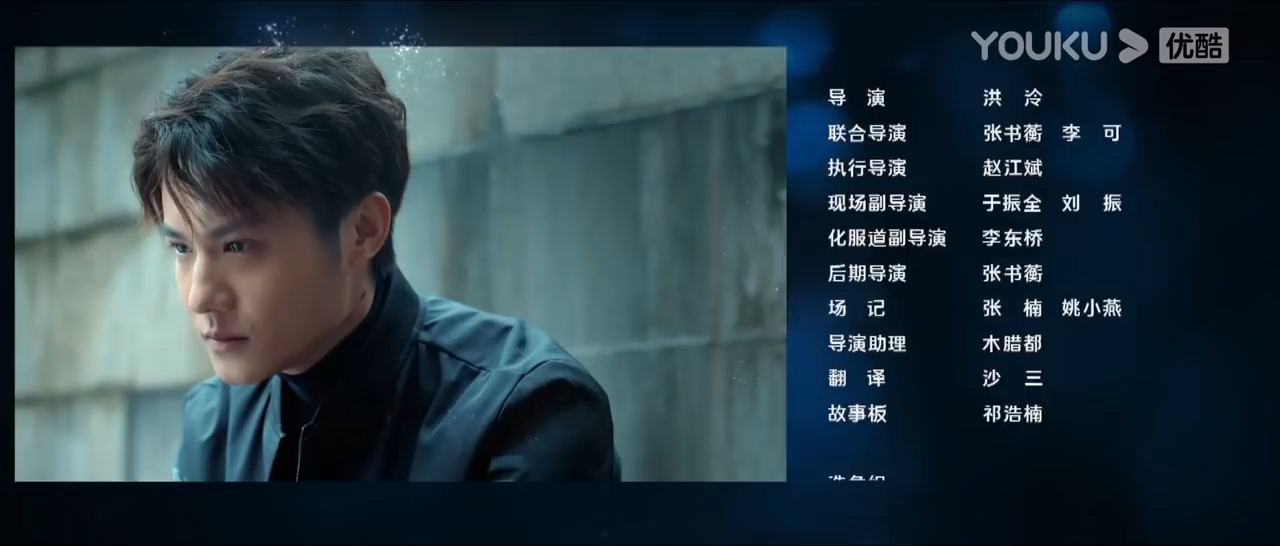 YOUKU 优酷
导 演 洪 泠
联合导演 张书蘅 李 可
执行导演 赵江斌
现场副导演 于振全 刘 振
化服道副导演 李东桥
后期导演 张书蘅
场 记 张 楠 姚小燕
导演助理 木腊都
翻 译 沙 三
故事板 祁浩楠